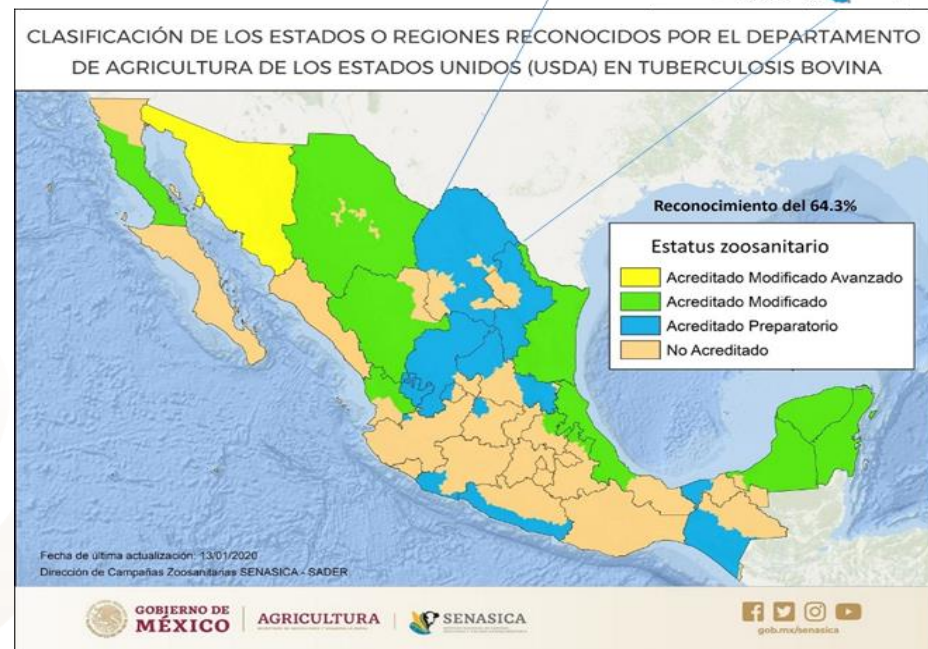 CLASIFICACIÓN DE LOS ESTADOS O REGIONES RECONOCIDOS POR EL DEPARTAMENTO
DE AGRICULTURA DE LOS ESTADOS UNIDOS (USDA) EN TUBERCULOSIS BOVINA
Reconocimiento del 64.3%
Estatus zoosanitario
Acreditado Modificado Avanzado
Acreditado Modificado
Acreditado Preparatorio
No Acreditado
Fecha de última actualización: 13/01/2020
Dirección de Campañas Zoosanitarias SENASICA - SADER
GOBIERNO DE
MÉXICO
AGRICULTURA
SENASICA
gob.mx/senasica